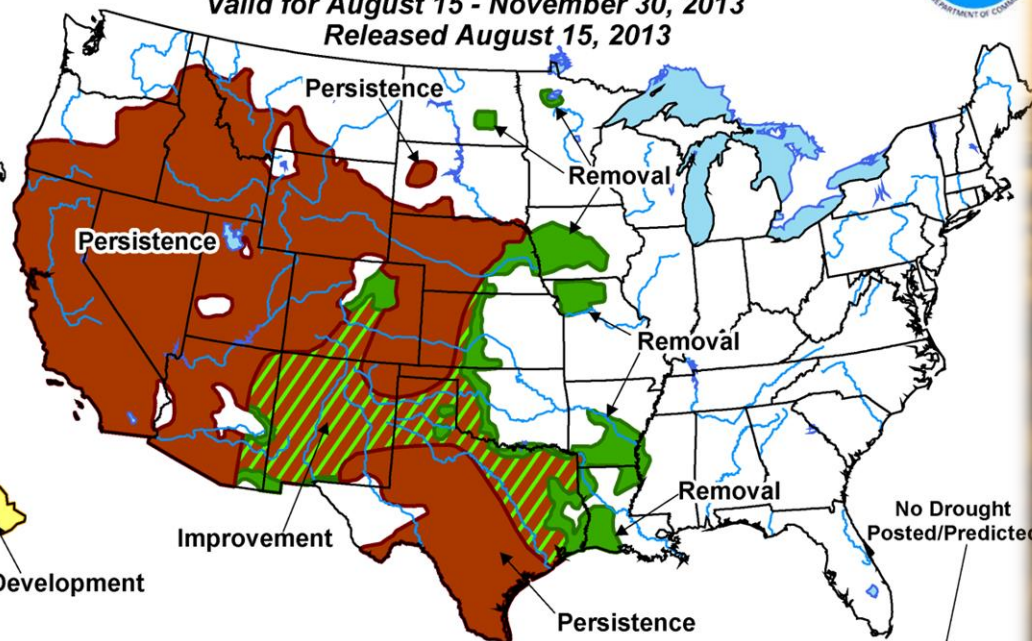 Valid for August 15 - November 30, 2013
Released August 15, 2013
Persistence
Removal
Persistence
Removal
Removal
No Drought
Posted/Predicted
Improvement
Development
Persistence